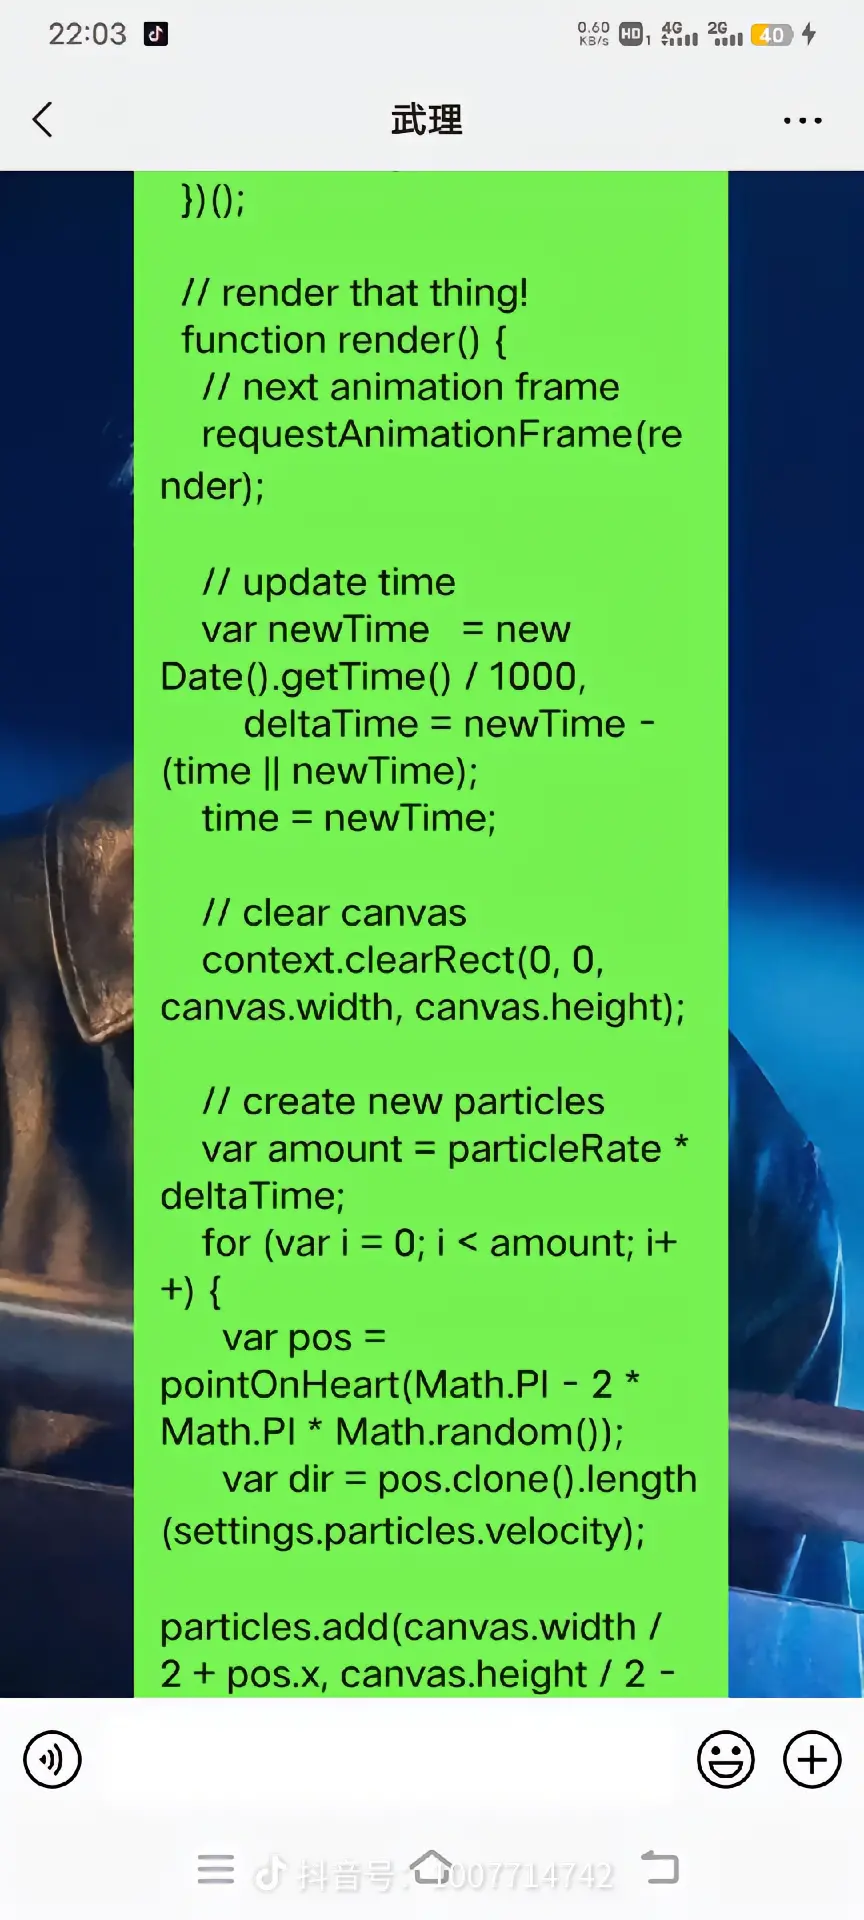 22:03
0.60 KB/s HD 1 4G 2G 40
武理
})();
// render that thing!
function render() {
// next animation frame
requestAnimationFrame(re
nder);
// update time
var newTime   = new
Date().getTime() / 1000,
deltaTime = newTime -
(time || newTime);
time = newTime;
// clear canvas
context.clearRect(0, 0,
canvas.width, canvas.height);
// create new particles
var amount = particleRate *
deltaTime;
for (var i = 0; i < amount; i+
+) {
var pos =
pointOnHeart(Math.PI - 2 *
Math.PI * Math.random());
var dir = pos.clone().length
(settings.particles.velocity);
particles.add(canvas.width /
2 + pos.x, canvas.height / 2 -
抖音号：1007714742